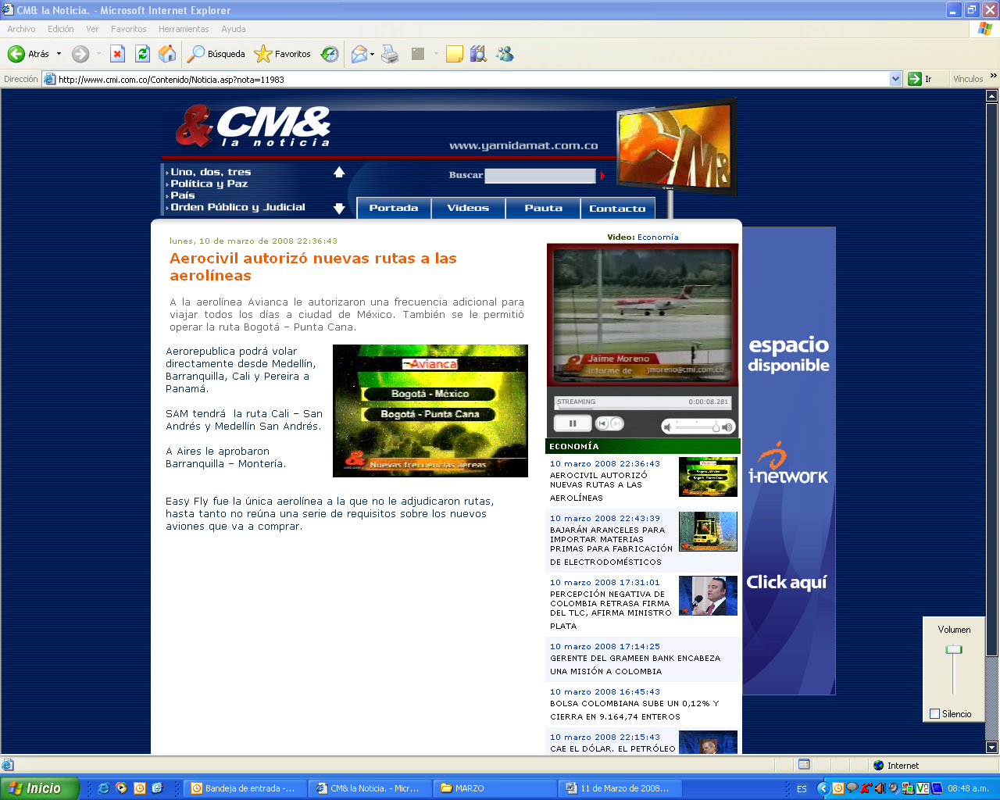 CM& la Noticia. - Microsoft Internet Explorer
Archivo Edición Ver Favoritos Herramientas Ayuda
Atrás Búsqueda Favoritos
Dirección http://www.cmi.com.co/Contenido/Noticia.asp?nota=11983 Ir Vínculos »
& CM&
la noticia
www.yamidamat.com.co
CM&
Uno, dos, tres
Política y Paz
País
Orden Público y Judicial
Buscar
Portada Videos Pauta Contacto
lunes, 10 de marzo de 2008 22:36:43
Aerocivil autorizó nuevas rutas a las
aerolíneas
A la aerolínea Avianca le autorizaron una frecuencia adicional para
viajar todos los días a ciudad de México. También se le permitió
operar la ruta Bogotá – Punta Cana.
Aerorepublica podrá volar
directamente desde Medellín,
Barranquilla, Cali y Pereira a
Panamá.
SAM tendrá la ruta Cali – San
Andrés y Medellín San Andrés.
A Aires le aprobaron
Barranquilla – Montería.
Easy Fly fue la única aerolínea a la que no le adjudicaron rutas,
hasta tanto no reúna una serie de requisitos sobre los nuevos
aviones que va a comprar.
-Avianca
Bogotá - México
Bogotá - Punta Cana
Nuevas frecuencias aéreas
Video: Economía
Jaime Moreno
informe de jmoreno@cmi.com.co
STREAMING 0:00:08.281
ECONOMÍA
10 marzo 2008 22:36:43
AEROCIVIL AUTORIZÓ
NUEVAS RUTAS A LAS
AEROLÍNEAS
Avianca
Bogotá - México
Bogotá - Punta Cana
10 marzo 2008 22:43:39
BAJARÁN ARANCELES PARA
IMPORTAR MATERIAS
PRIMAS PARA FABRICACIÓN
DE ELECTRODOMÉSTICOS
10 marzo 2008 17:31:01
PERCEPCIÓN NEGATIVA DE
COLOMBIA RETRASA FIRMA
DEL TLC, AFIRMA MINISTRO
PLATA
10 marzo 2008 17:14:25
GERENTE DEL GRAMEEN BANK ENCABEZA
UNA MISIÓN A COLOMBIA
10 marzo 2008 16:45:43
BOLSA COLOMBIANA SUBE UN 0,12% Y
CIERRA EN 9.164,74 ENTEROS
10 marzo 2008 22:15:43
CAE EL DÓLAR. EL PETRÓLEO
espacio
disponible
i-network
Click aquí
Volumen
Silencio
Internet
Inicio Bandeja de entrada -... CM& la Noticia. - Micr... MARZO 11 de Marzo de 2008... ES 08:48 a.m.